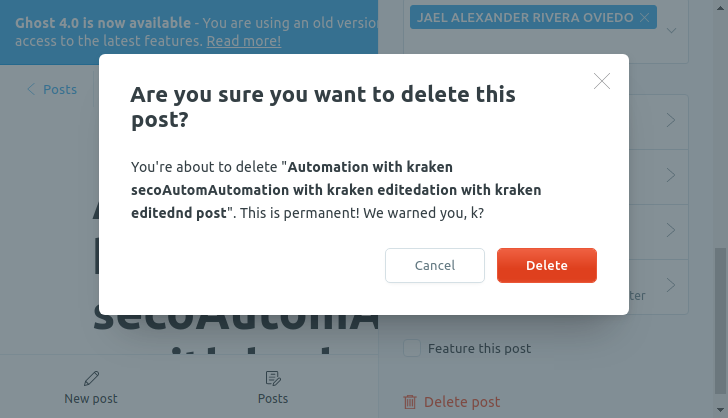 Ghost 4.0 is now available - You are using an old versio
access to the latest features. Read more!
JAEL ALEXANDER RIVERA OVIEDO
Posts
Are you sure you want to delete this
post?
You're about to delete "Automation with kraken
secoAutomAutomation with kraken editedation with kraken
editednd post". This is permanent! We warned you, k?
Cancel
Delete
secoAutomA
Feature this post
New post
Posts
Delete post